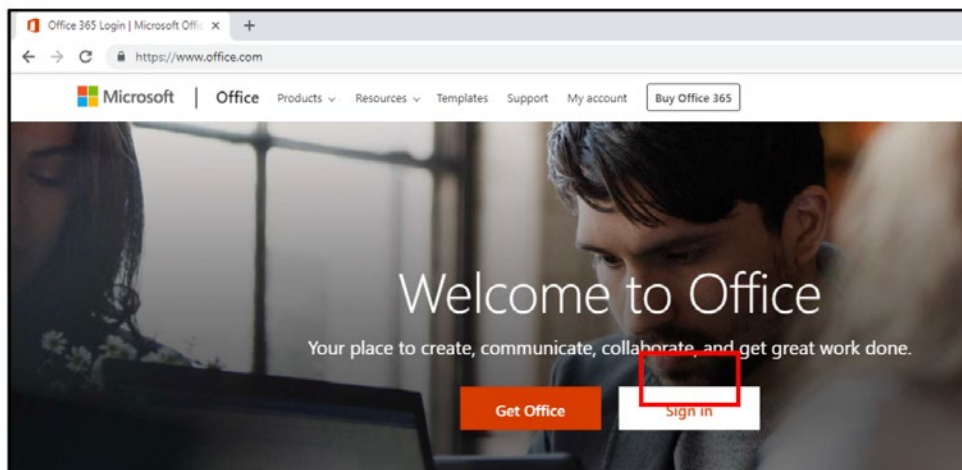 Office 365 Login | Microsoft Offic
https://www.office.com
Microsoft | Office Products Resources Templates Support My account Buy Office 365
Welcome to Office
Your place to create, communicate, collaborate, and get great work done.
Get Office Sign in